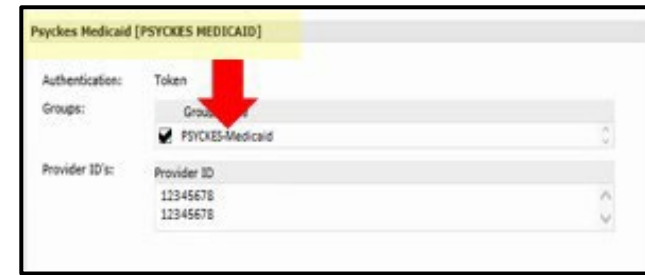 Psyckes Medicaid [PSYCKES MEDICAID]
Authentication: Token
Groups:
PSYCKES-Medicaid
Provider ID's: Provider ID
12345678
12345678